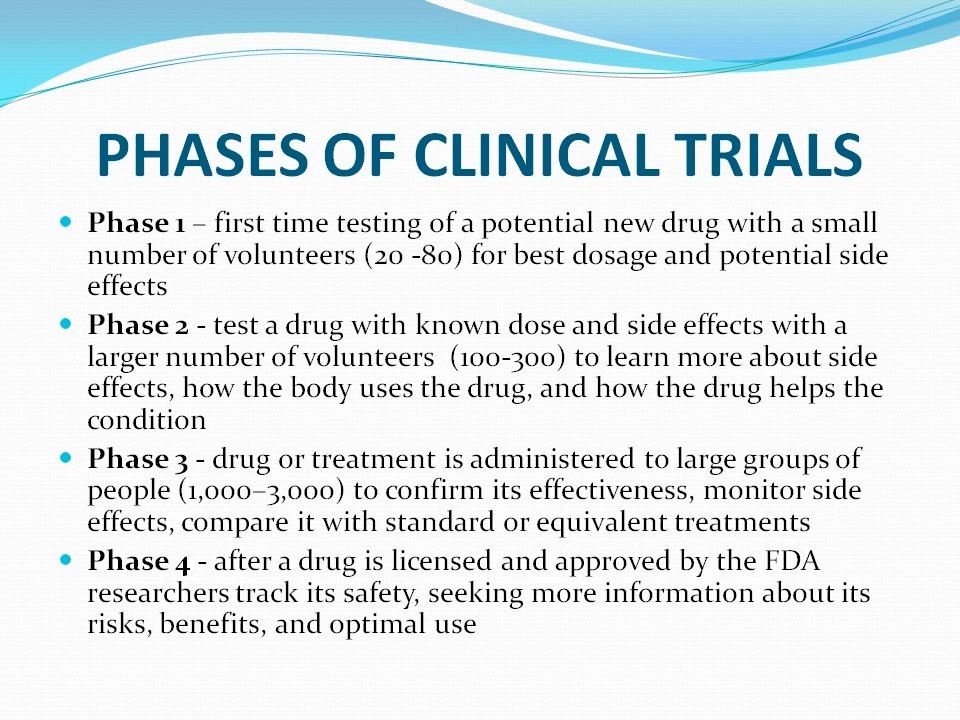 PHASES OF CLINICAL TRIALS
• Phase 1 – first time testing of a potential new drug with a small
number of volunteers (20 -80) for best dosage and potential side
effects
• Phase 2 - test a drug with known dose and side effects with a
larger number of volunteers  (100-300) to learn more about side
effects, how the body uses the drug, and how the drug helps the
condition
• Phase 3 - drug or treatment is administered to large groups of
people (1,000–3,000) to confirm its effectiveness, monitor side
effects, compare it with standard or equivalent treatments
• Phase 4 - after a drug is licensed and approved by the FDA
researchers track its safety, seeking more information about its
risks, benefits, and optimal use